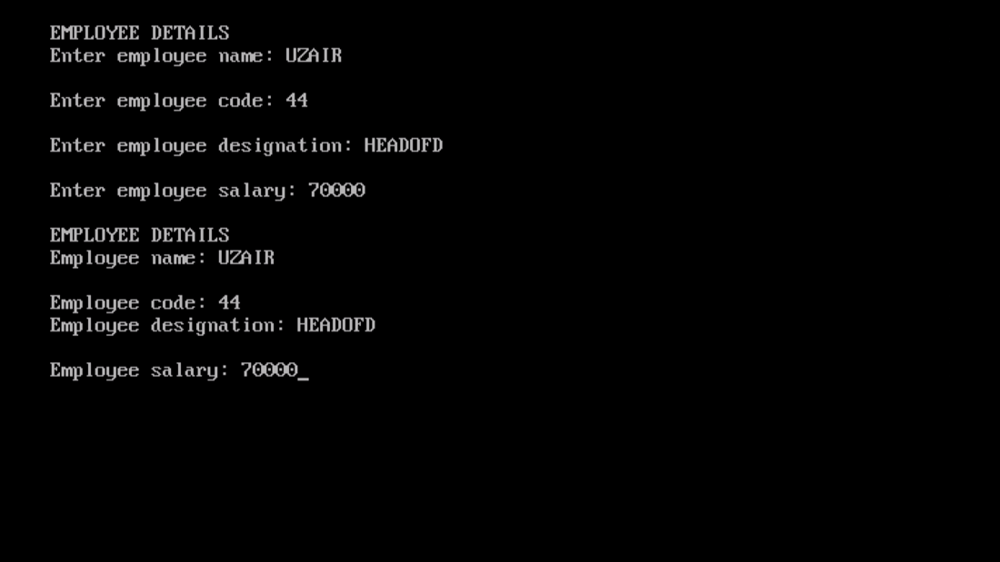 EMPLOYEE DETAILS
Enter employee name: UZAIR
Enter employee code: 44
Enter employee designation: HEADOFD
Enter employee salary: 70000
EMPLOYEE DETAILS
Employee name: UZAIR
Employee code: 44
Employee designation: HEADOFD
Employee salary: 70000_